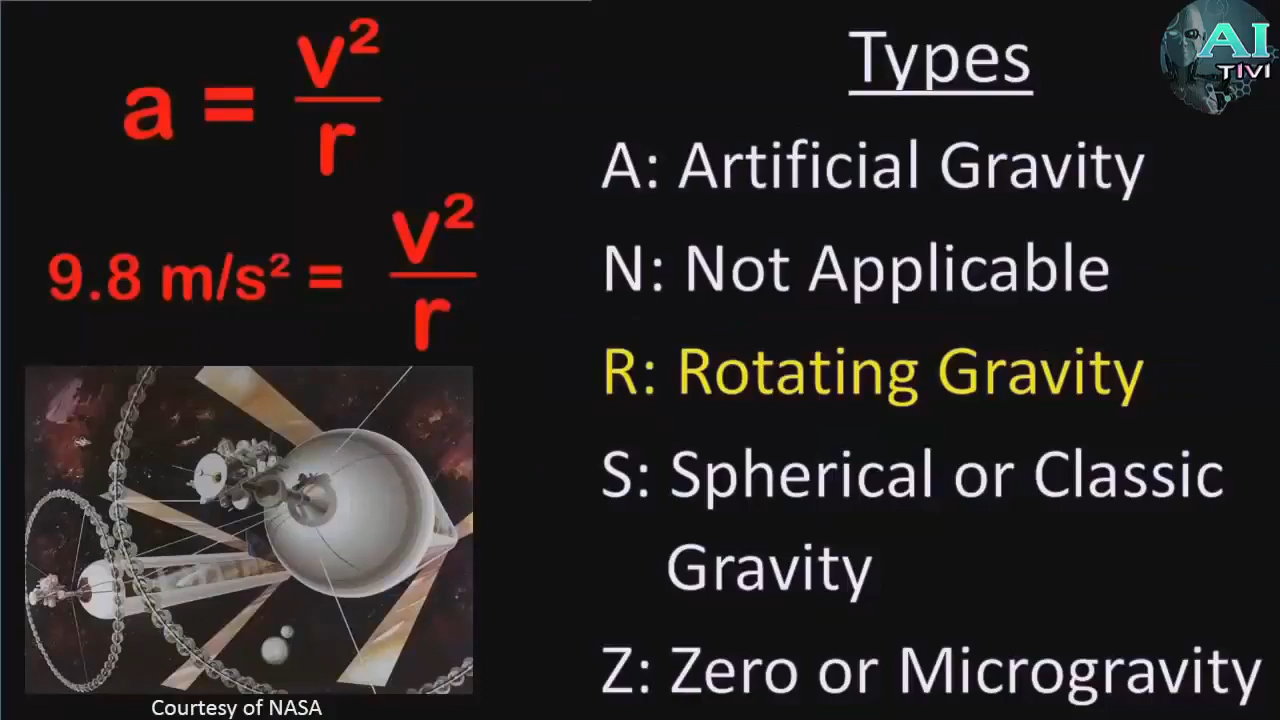 a = v²
r
9.8 m/s² = v²
r
Courtesy of NASA
Types
A: Artificial Gravity
N: Not Applicable
R: Rotating Gravity
S: Spherical or Classic
Gravity
Z: Zero or Microgravity
AI
TIVI